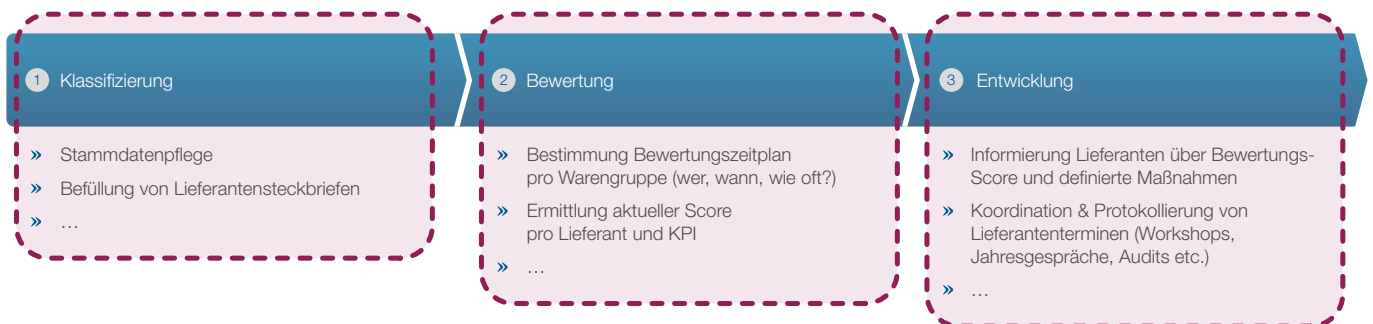 1 Klassifizierung
» Stammdatenpflege
» Befüllung von Lieferantensteckbriefen
» …
2 Bewertung
» Bestimmung Bewertungszeitplan
pro Warengruppe (wer, wann, wie oft?)
» Ermittlung aktueller Score
pro Lieferant und KPI
» …
3 Entwicklung
» Informierung Lieferanten über Bewertungs-
Score und definierte Maßnahmen
» Koordination & Protokollierung von
Lieferantenterminen (Workshops,
Jahresgespräche, Audits etc.)
» …